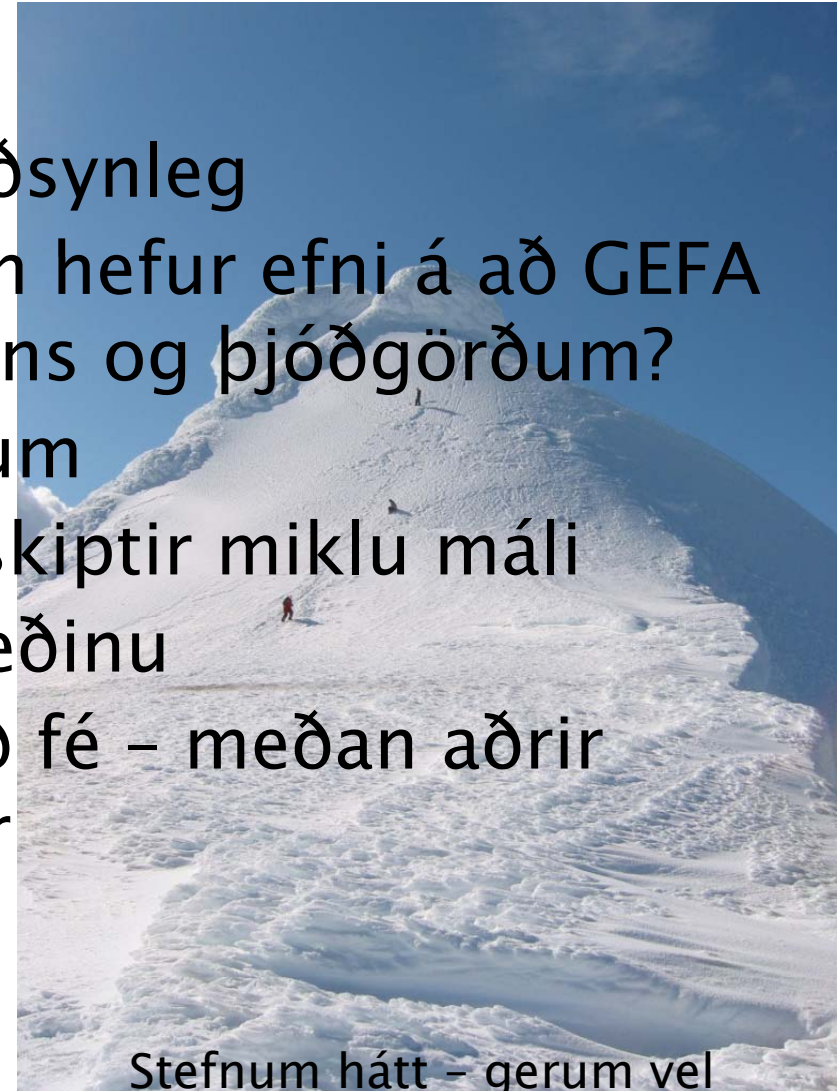 ðsynleg
hefur efni á að GEFA
ns og þjóðgörðum?
um
skiptir miklu máli
eðinu
fé – meðan aðrir
r
Stefnum hátt – gerum vel